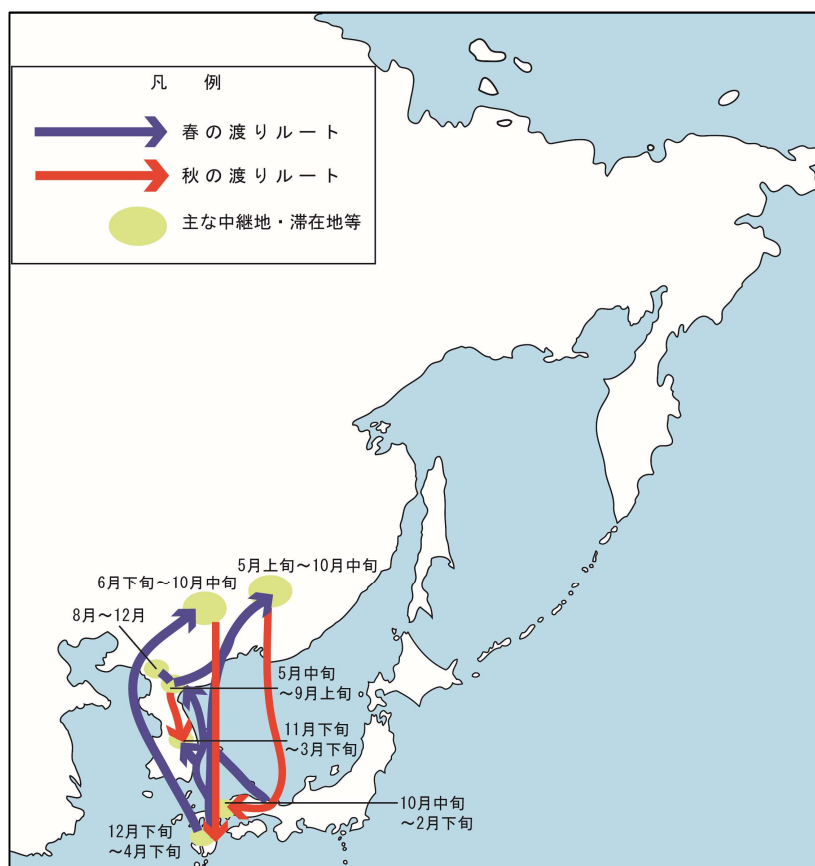 凡 例
春の渡りルート
秋の渡りルート
主な中継地・滞在地等
5月上旬~10月中旬
6月下旬~10月中旬
8月~12月
5月中旬
~9月上旬
11月下旬
~3月下旬
10月中旬
~2月下旬
12月下旬
~4月下旬